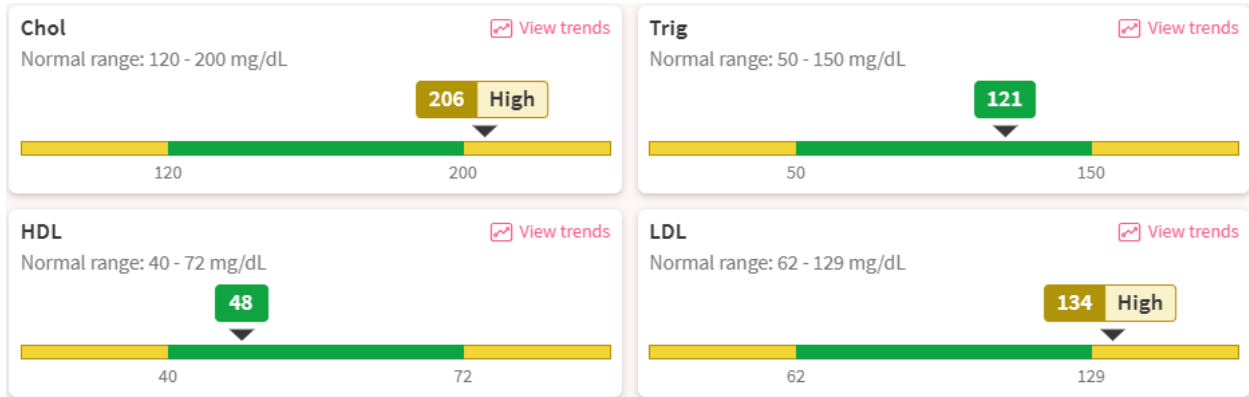 Chol View trends
Normal range: 120 - 200 mg/dL
206 High
120 200
Trig View trends
Normal range: 50 - 150 mg/dL
121
50 150
HDL View trends
Normal range: 40 - 72 mg/dL
48
40 72
LDL View trends
Normal range: 62 - 129 mg/dL
134 High
62 129